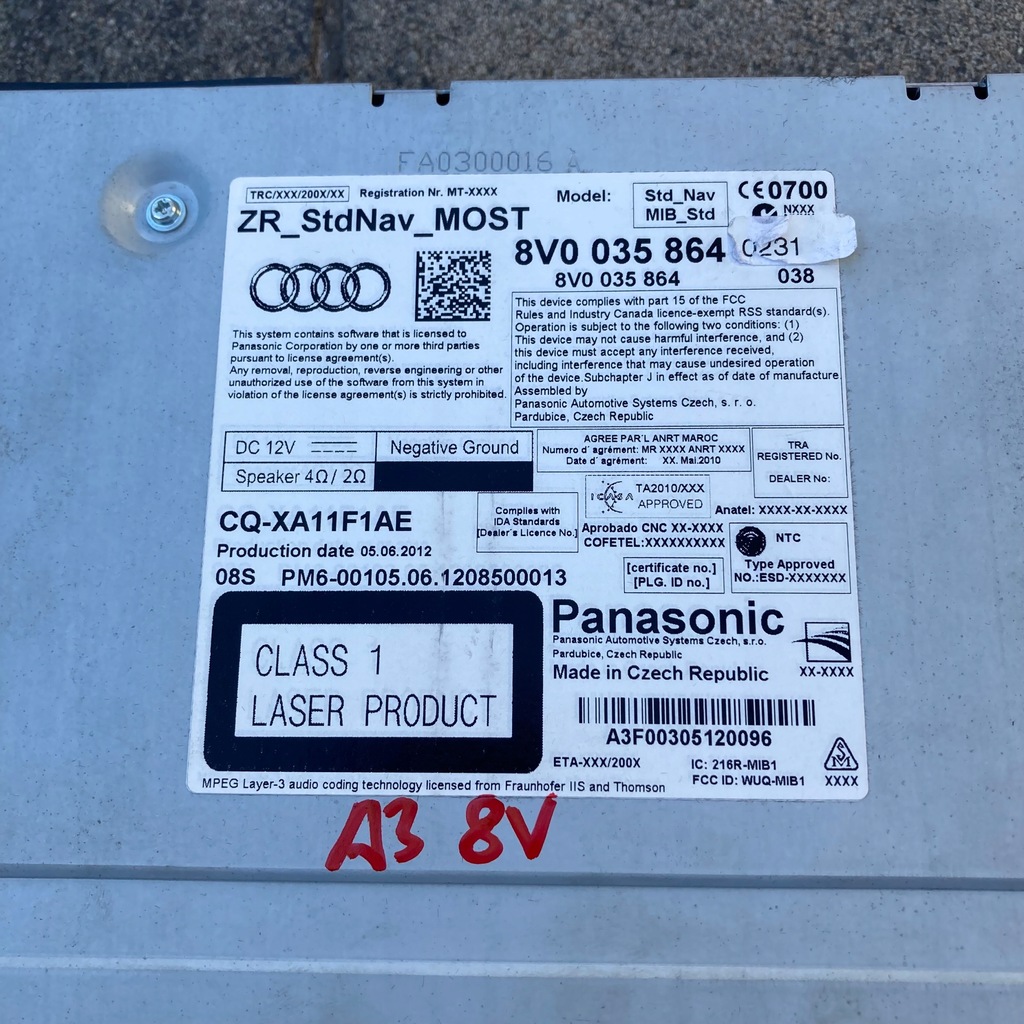 FA0300016 A
TRC/XXX/200X/XX Registration Nr. MT-XXXX
Model: Std_Nav
MIB_Std
CE0700
NXXX
ZR_StdNav_MOST
8V0 035 864 0231
8V0 035 864 038
This system contains software that is licensed to
Panasonic Corporation by one or more third parties
pursuant to license agreement(s).
Any removal, reproduction, reverse engineering or other
unauthorized use of the software from this system in
violation of the license agreement(s) is strictly prohibited.
This device complies with part 15 of the FCC
Rules and Industry Canada licence-exempt RSS standard(s).
Operation is subject to the following two conditions: (1)
This device may not cause harmful interference, and (2)
this device must accept any interference received,
including interference that may cause undesired operation
of the device.Subchapter J in effect as of date of manufacture
Assembled by
Panasonic Automotive Systems Czech, s. r. o.
Pardubice, Czech Republic
DC 12V Negative Ground
Speaker 4Ω / 2Ω
AGREE PAR'L ANRT MAROC
Numero d´ agrément: MR XXXX ANRT XXXX
Date d´ agrément: XX. Mai.2010
TRA
REGISTERED No.
DEALER No:
ICASA TA2010/XXX
APPROVED
Anatel: XXXX-XX-XXXX
CQ-XA11F1AE
Production date 05.06.2012
08S PM6-00105.06.1208500013
Complies with
IDA Standards
[Dealer's Licence No.]
Aprobado CNC XX-XXXX
COFETEL:XXXXXXXXXX
[certificate no.]
[PLG. ID no.]
NTC
Type Approved
NO.:ESD-XXXXXXX
CLASS 1
LASER PRODUCT
Panasonic
Panasonic Automotive Systems Czech, s.r.o.
Pardubice, Czech Republic
Made in Czech Republic
XX-XXXX
A3F00305120096
ETA-XXX/200X
IC: 216R-MIB1
FCC ID: WUQ-MIB1
XXXX
MPEG Layer-3 audio coding technology licensed from Fraunhofer IIS and Thomson
A3 8V